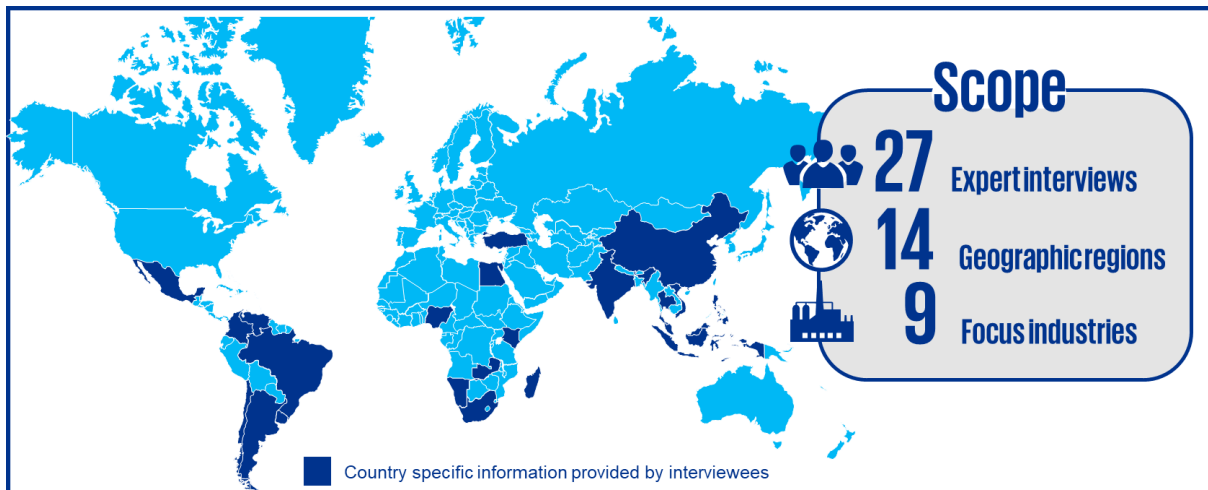 Scope
27 Expert interviews
14 Geographic regions
9 Focus industries
Country specific information provided by interviewees